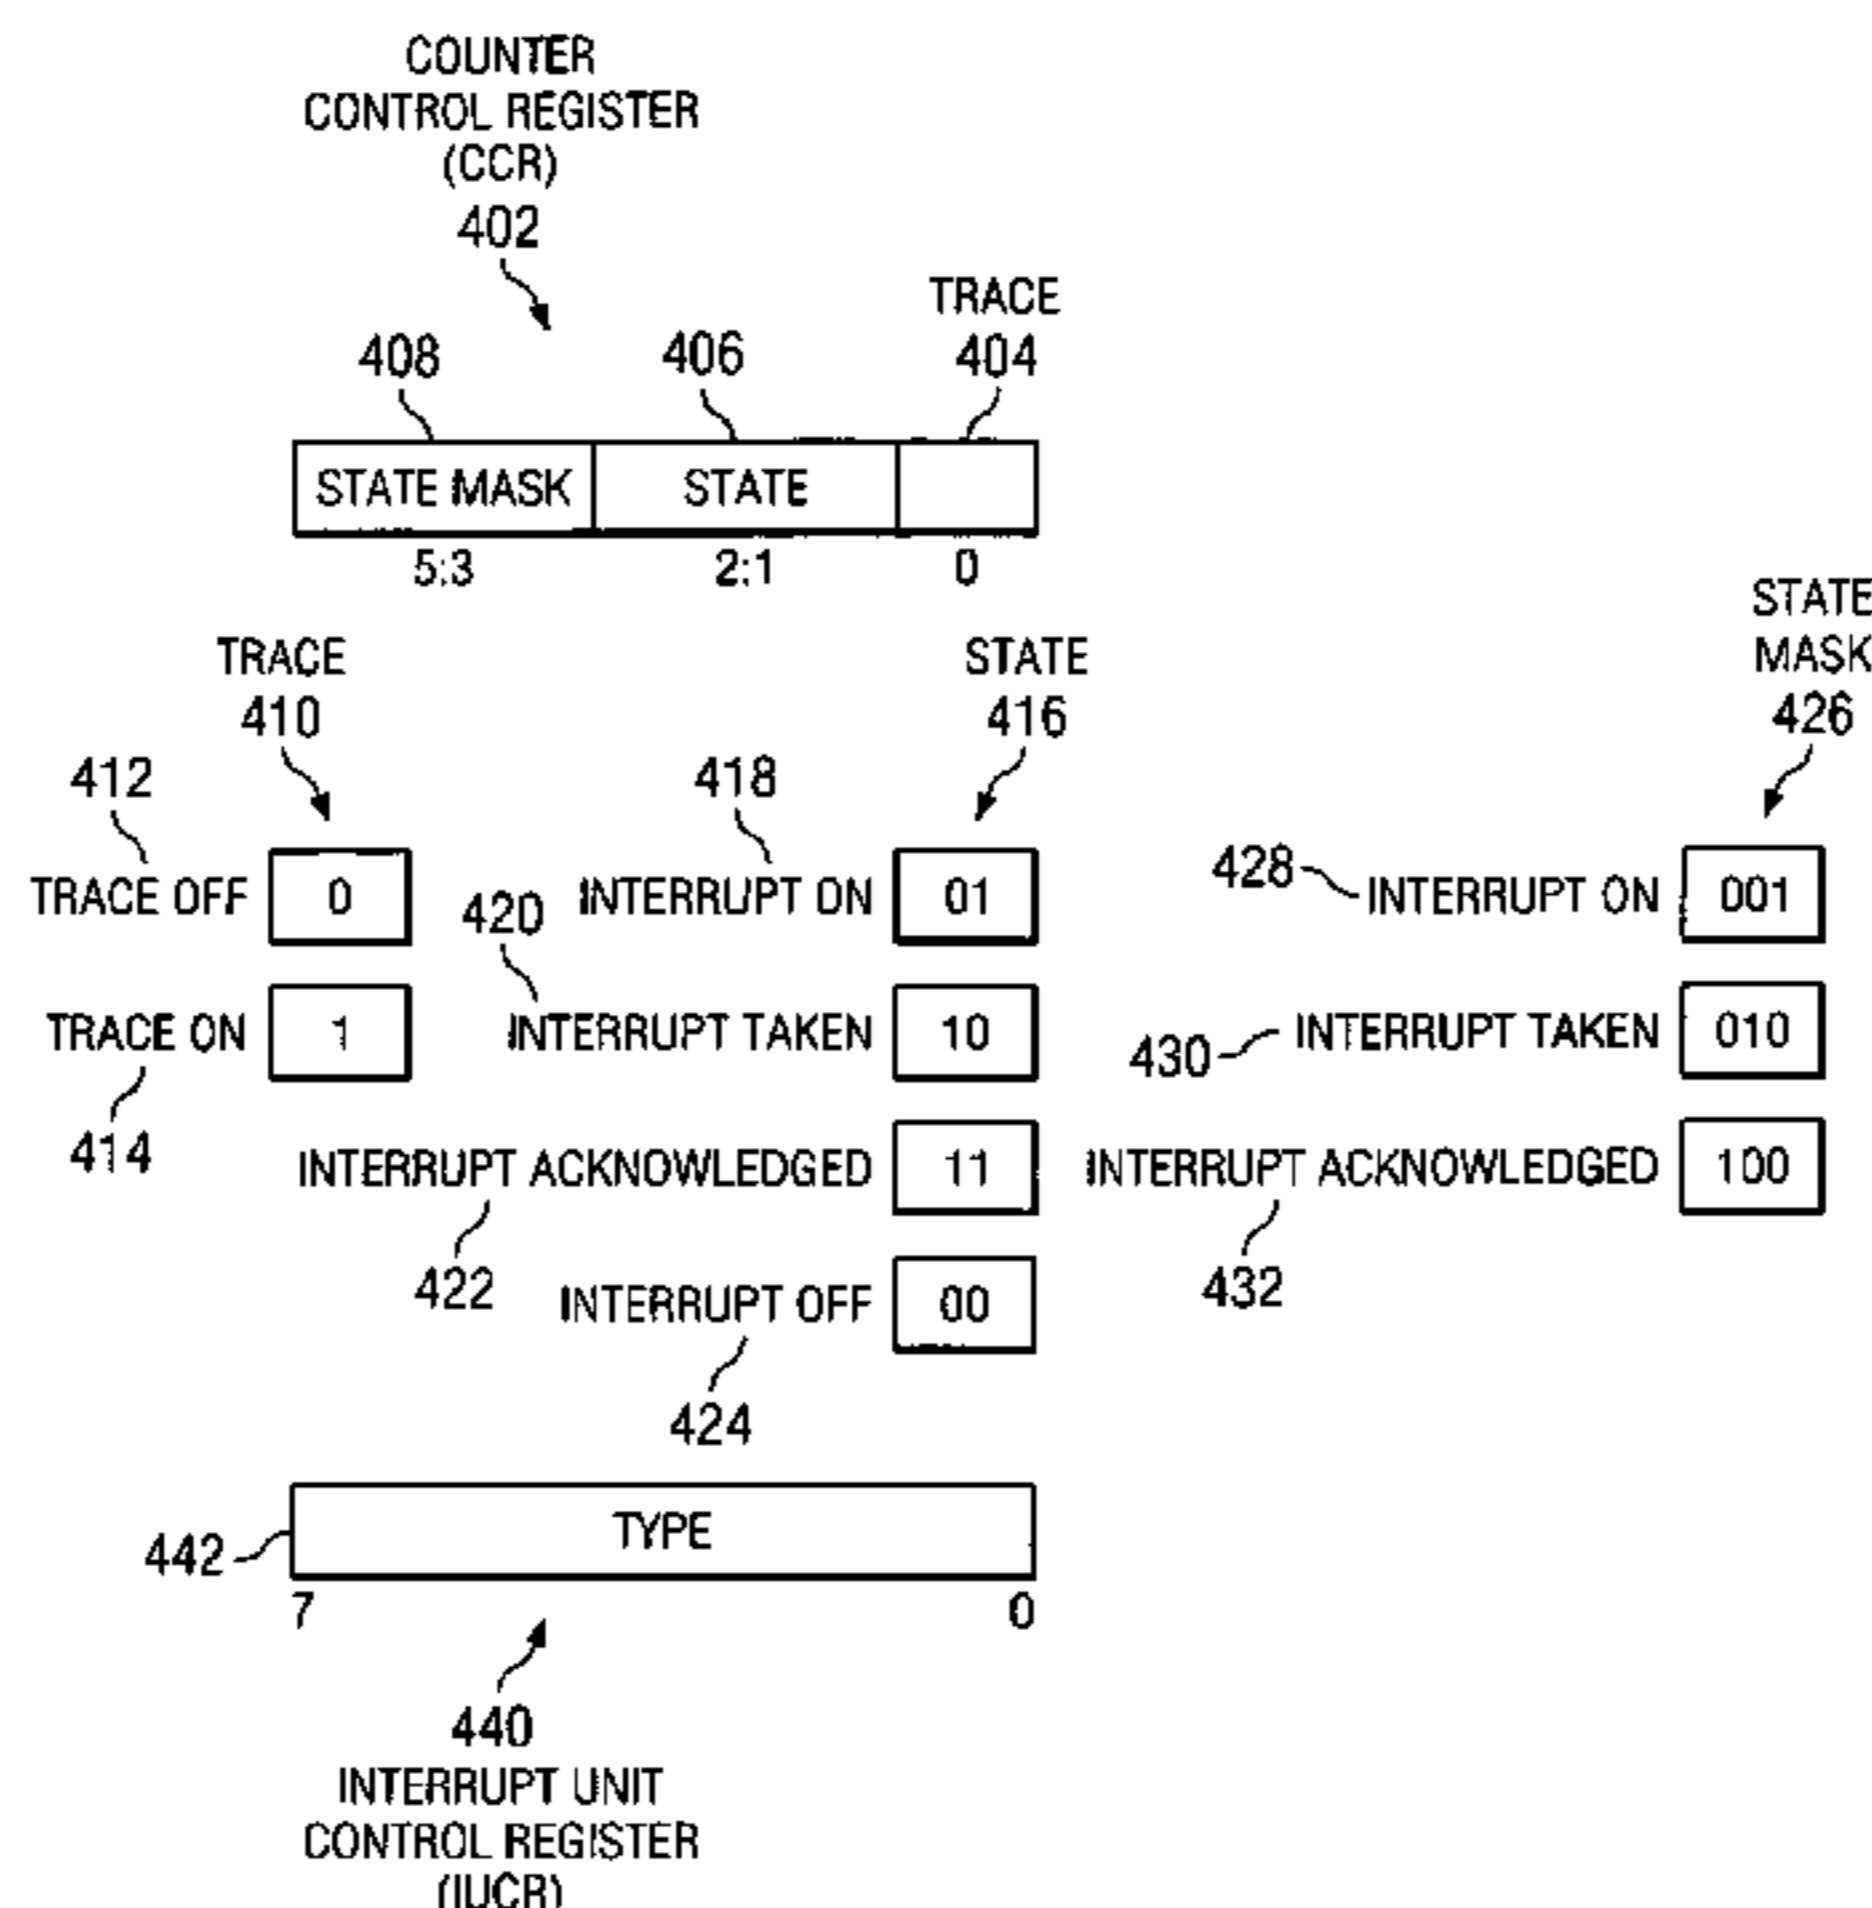 COUNTER
CONTROL REGISTER
(CCR)
402
TRACE
408
406
404
STATE MASK
STATE
5:3
2:1
0
TRACE
410
STATE
416
STATE
MASK
426
412
418
TRACE OFF
0
420
INTERRUPT ON
01
428
INTERRUPT ON
001
TRACE ON
1
INTERRUPT TAKEN
10
430
INTERRUPT TAKEN
010
414
INTERRUPT ACKNOWLEDGED
11
INTERRUPT ACKNOWLEDGED
100
422
INTERRUPT OFF
00
432
424
442
TYPE
7
0
440
INTERRUPT UNIT
CONTROL REGISTER
(IUCR)